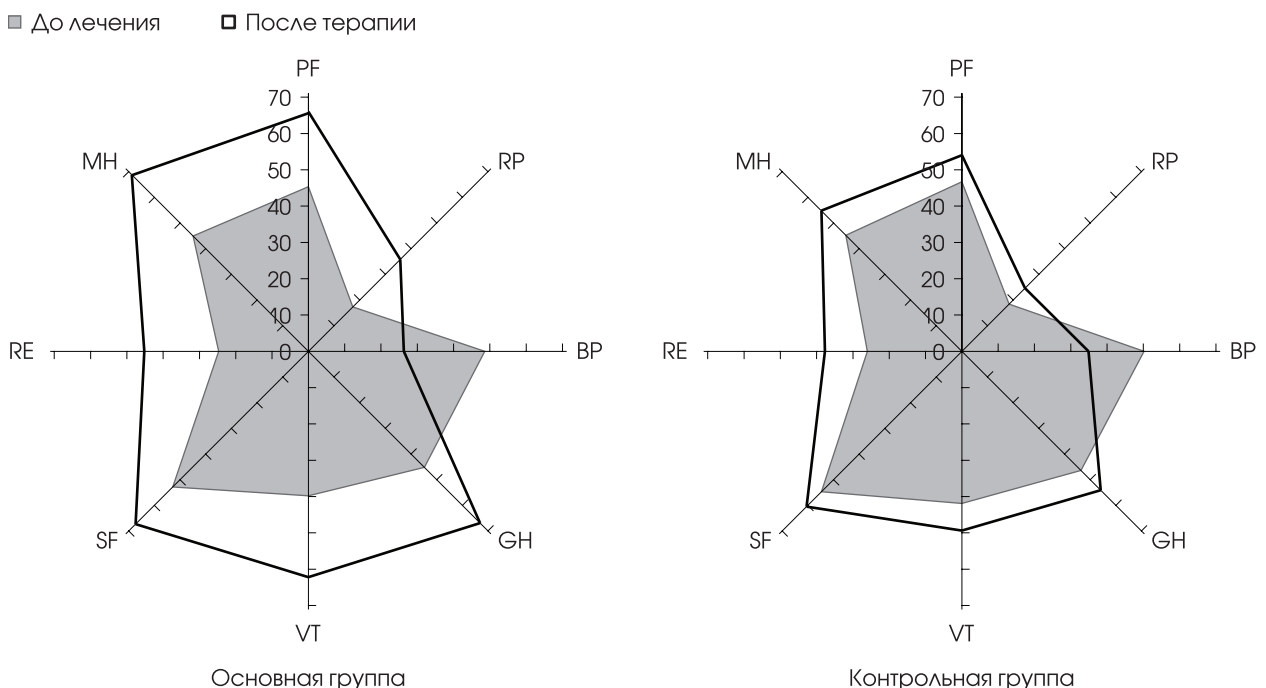 До лечения
После терапии
PF
70
60
50
40
30
20
10
0
MH
RP
RE
BP
SF
GH
VT
Основная группа
PF
70
60
50
40
30
20
10
0
MH
RP
RE
BP
SF
GH
VT
Контрольная группа